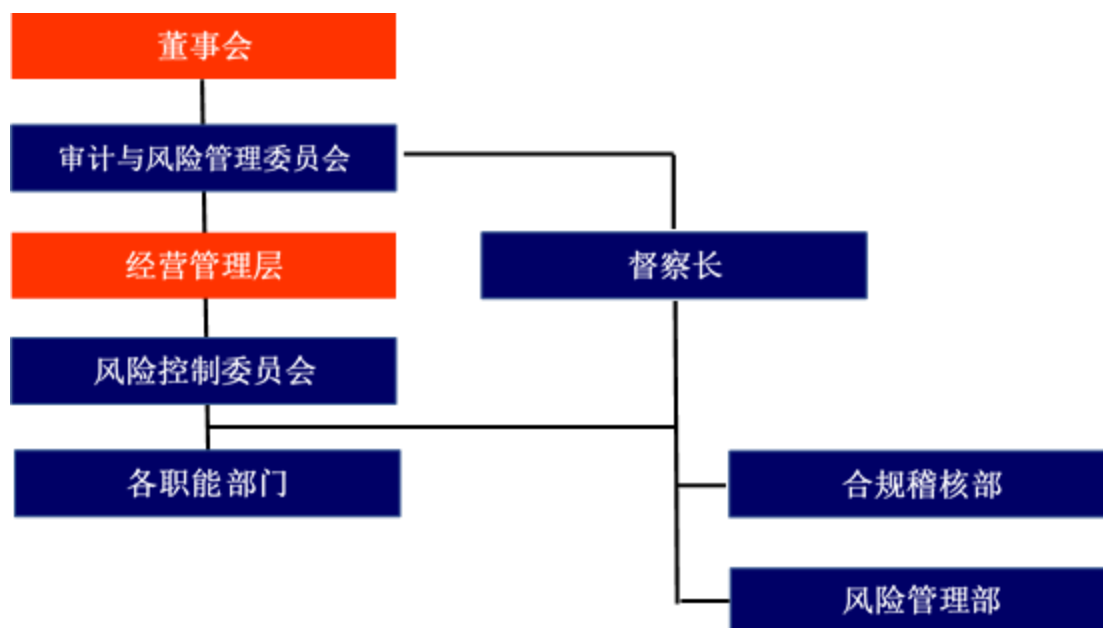 董事会
审计与风险管理委员会
经营管理层
督察长
风险控制委员会
各职能部门
合规稽核部
风险管理部